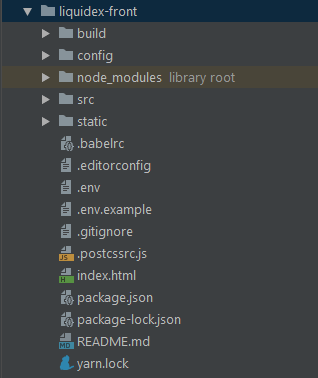 liquidex-front
build
config
node_modules library root
src
static
.babelrc
.editorconfig
.env
.env.example
.gitignore
.postcssrc.js
index.html
package.json
package-lock.json
README.md
yarn.lock